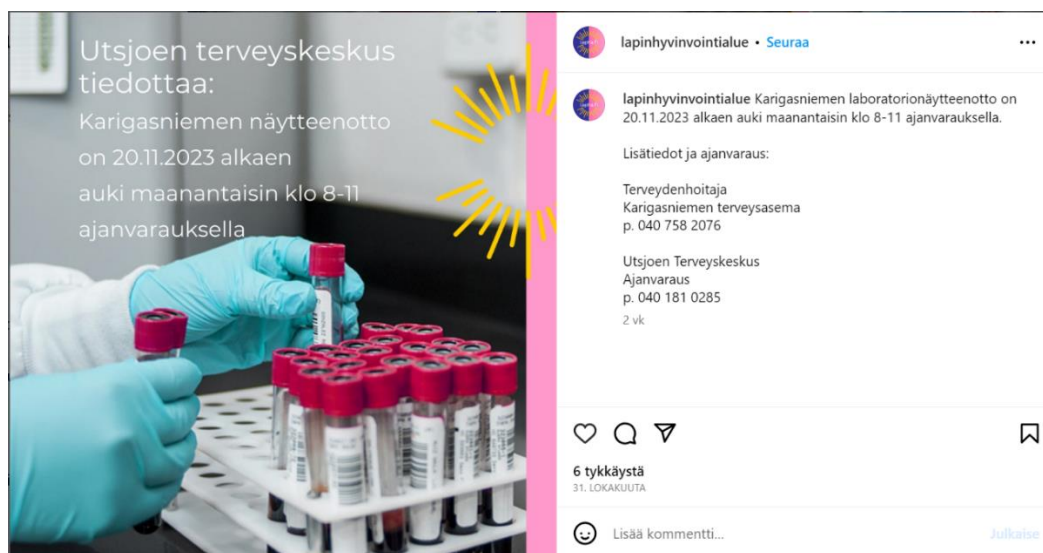 Utsjoen terveyskeskus
tiedottaa:
Karigasniemen näytteenotto
on 20.11.2023 alkaen
auki maanantaisin klo 8-11
ajanvarauksella
lapinhyvinvointialue • Seuraa
lapinhyvinvointialue Karigasniemen laboratorionäytteenotto on
20.11.2023 alkaen auki maanantaisin klo 8-11 ajanvarauksella.
Lisätiedot ja ajanvaraus:
Terveydenhoitaja
Karigasniemen terveysasema
p. 040 758 2076
Utsjoen Terveyskeskus
Ajanvaraus
p. 040 181 0285
2 vk
6 tykkäystä
31. LOKAKUUTA
Lisää kommentti...
Julkaise